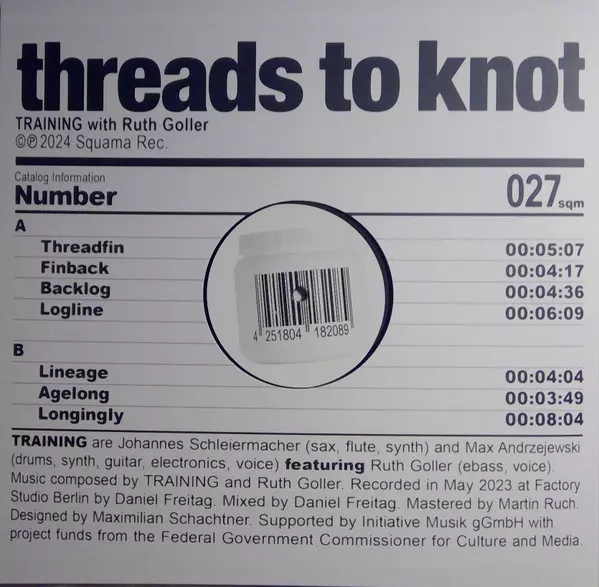 threads to knot
TRAINING with Ruth Goller
©℗2024 Squama Rec.
Catalog Information
Number 027sqm
A
Threadfin 00:05:07
Finback 00:04:17
Backlog 00:04:36
Logline 00:06:09
4 251804 182089
B
Lineage 00:04:04
Agelong 00:03:49
Longingly 00:08:04
TRAINING are Johannes Schleiermacher (sax, flute, synth) and Max Andrzejewski
(drums, synth, guitar, electronics, voice) featuring Ruth Goller (ebass, voice).
Music composed by TRAINING and Ruth Goller. Recorded in May 2023 at Factory
Studio Berlin by Daniel Freitag. Mixed by Daniel Freitag. Mastered by Martin Ruch.
Designed by Maximilian Schachtner. Supported by Initiative Musik gGmbH with
project funds from the Federal Government Commissioner for Culture and Media.